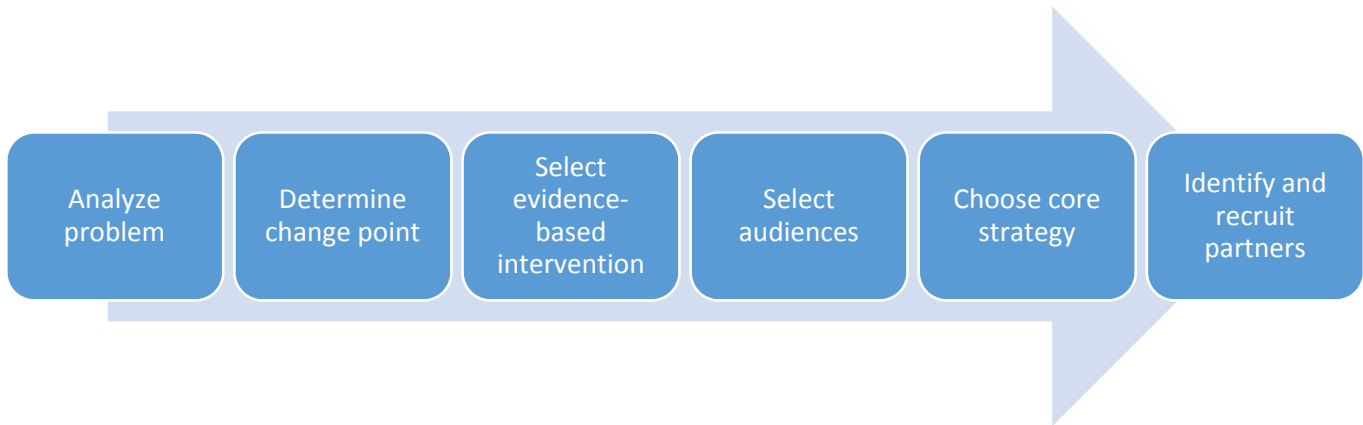 Analyze
problem
Determine
change point
Select
evidence-
based
intervention
Select
audiences
Choose core
strategy
Identify and
recruit
partners